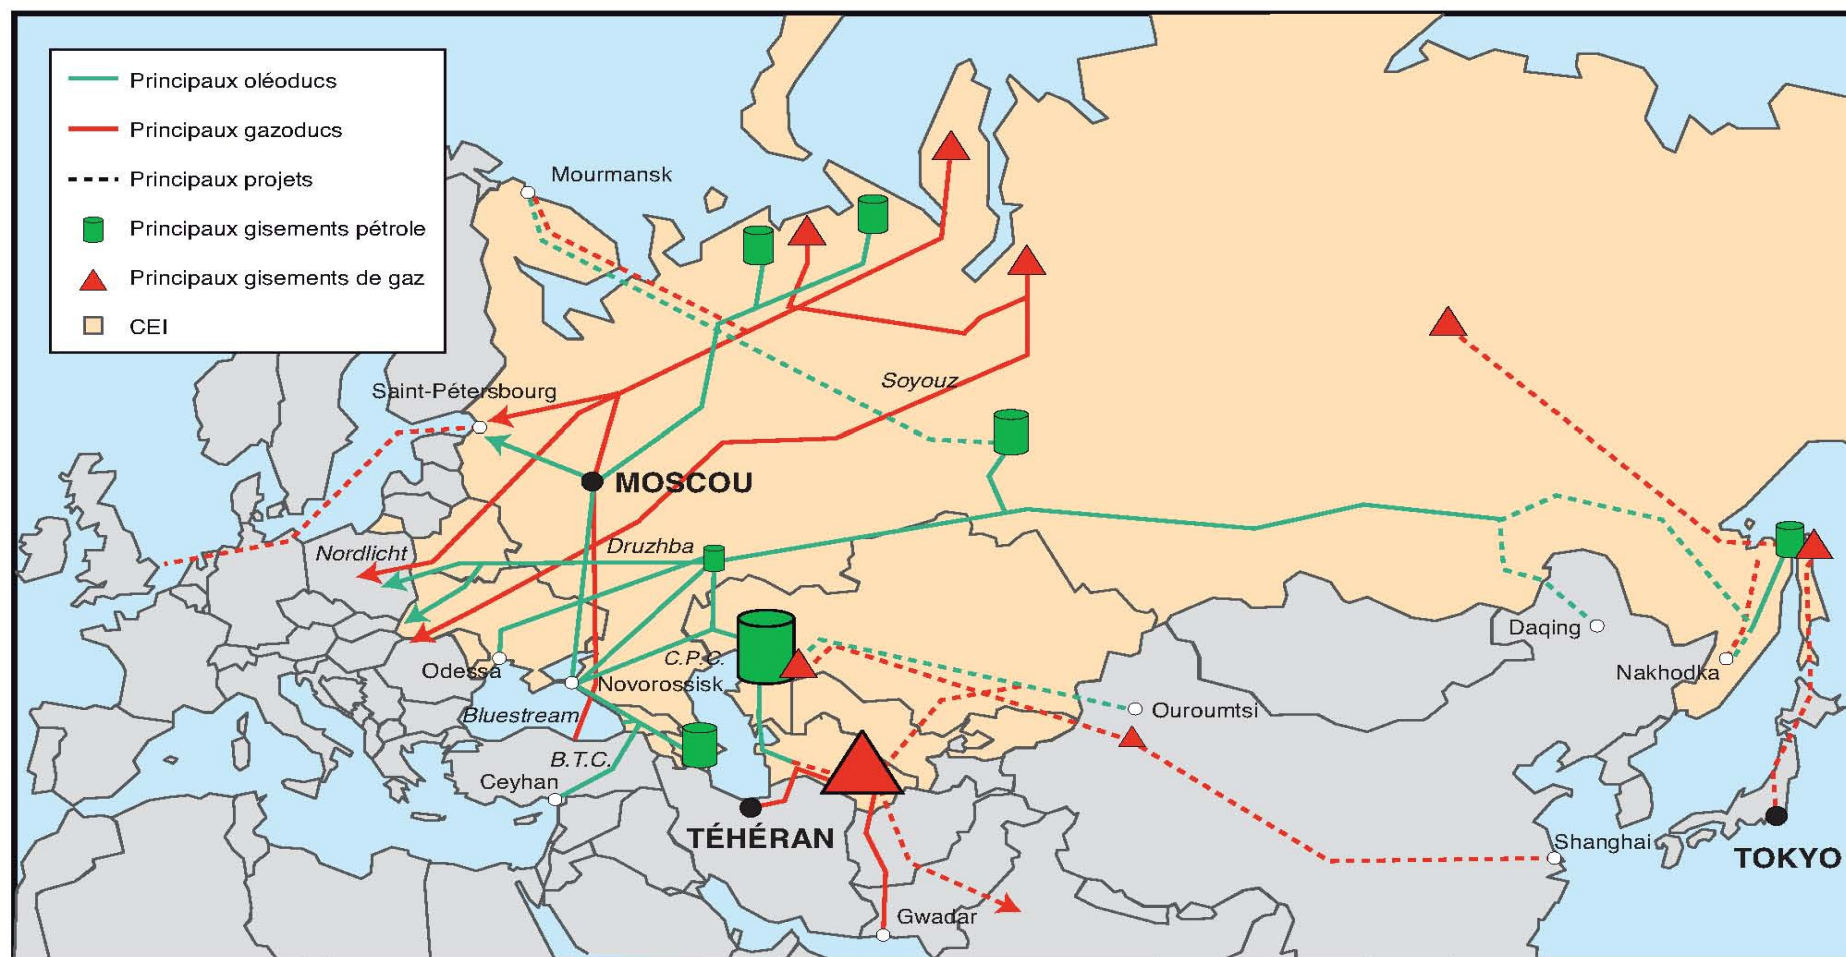 Principaux oléoducs
Principaux gazoducs
Principaux projets
Principaux gisements pétrole
Principaux gisements de gaz
CEI
Mourmansk
Saint-Pétersbourg
Soyouz
MOSCOU
Nordlicht
Druzhba
Daqing
Odessa
C.P.C.
Nakhodka
Novorossisk
Bluestream
Ouroumtsi
B.T.C.
Ceyhan
TÉHÉRAN
Shanghai
TOKYO
Gwadar